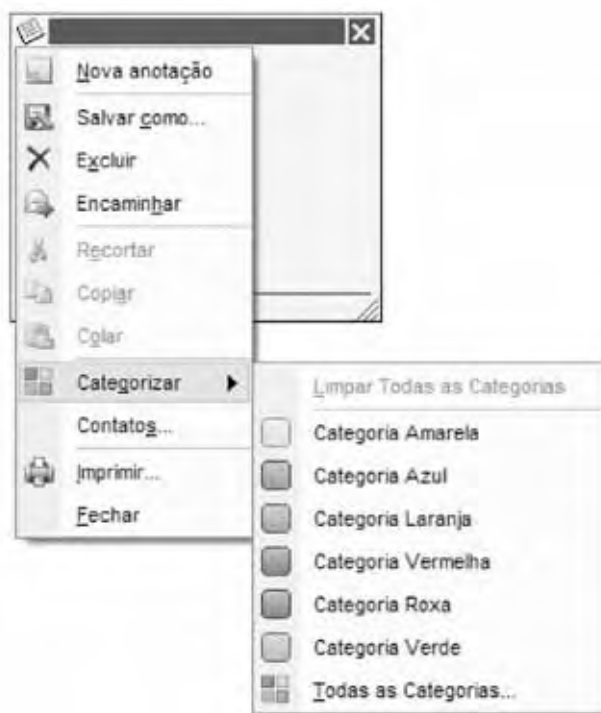 Nova anotação
Salvar como...
Excluir
Encaminhar
Recortar
Copiar
Colar
Categorizar
Limpar Todas as Categorias
Contatos...
Categoria Amarela
Imprimir...
Categoria Azul
Fechar
Categoria Laranja
Categoria Vermelha
Categoria Roxa
Categoria Verde
Todas as Categorias...